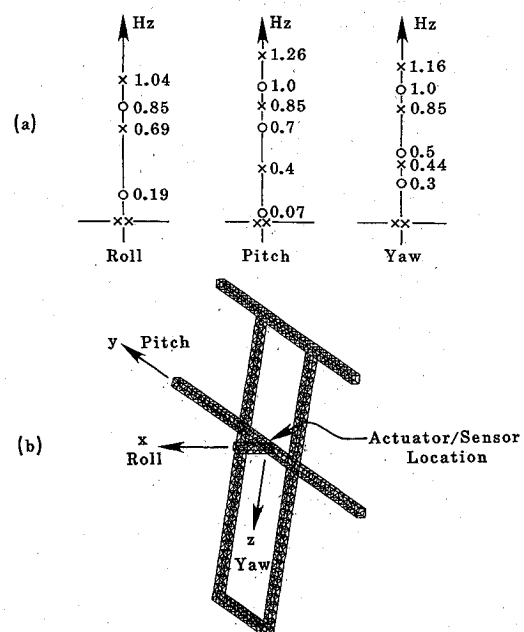 (a)
Hz
× 1.04
0.85
× 0.69
0.19
××
Roll
Hz
× 1.26
1.0
× 0.85
0.7
× 0.4
0.07
××
Pitch
Hz
× 1.16
1.0
× 0.85
0.5
× 0.44
0.3
××
Yaw
(b)
y Pitch
x
Roll
z
Yaw
Actuator/Sensor
Location